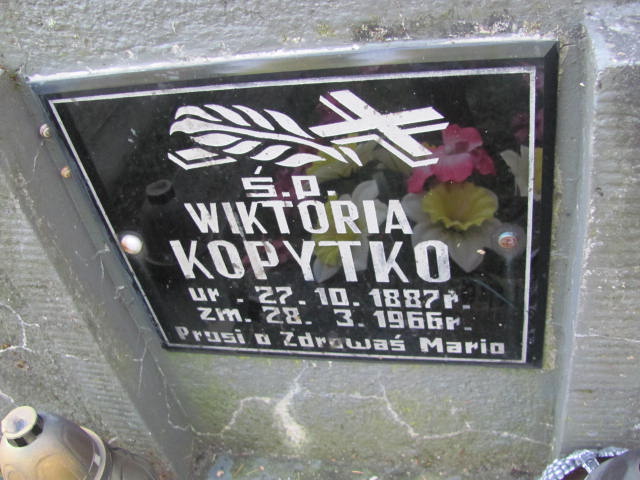 Ś.P.
WIKTORIA
KOPYTKO
ur. 27. 10. 1887r.
zm. 28. 3. 1966r.
Prosi o Zdrowaś Mario